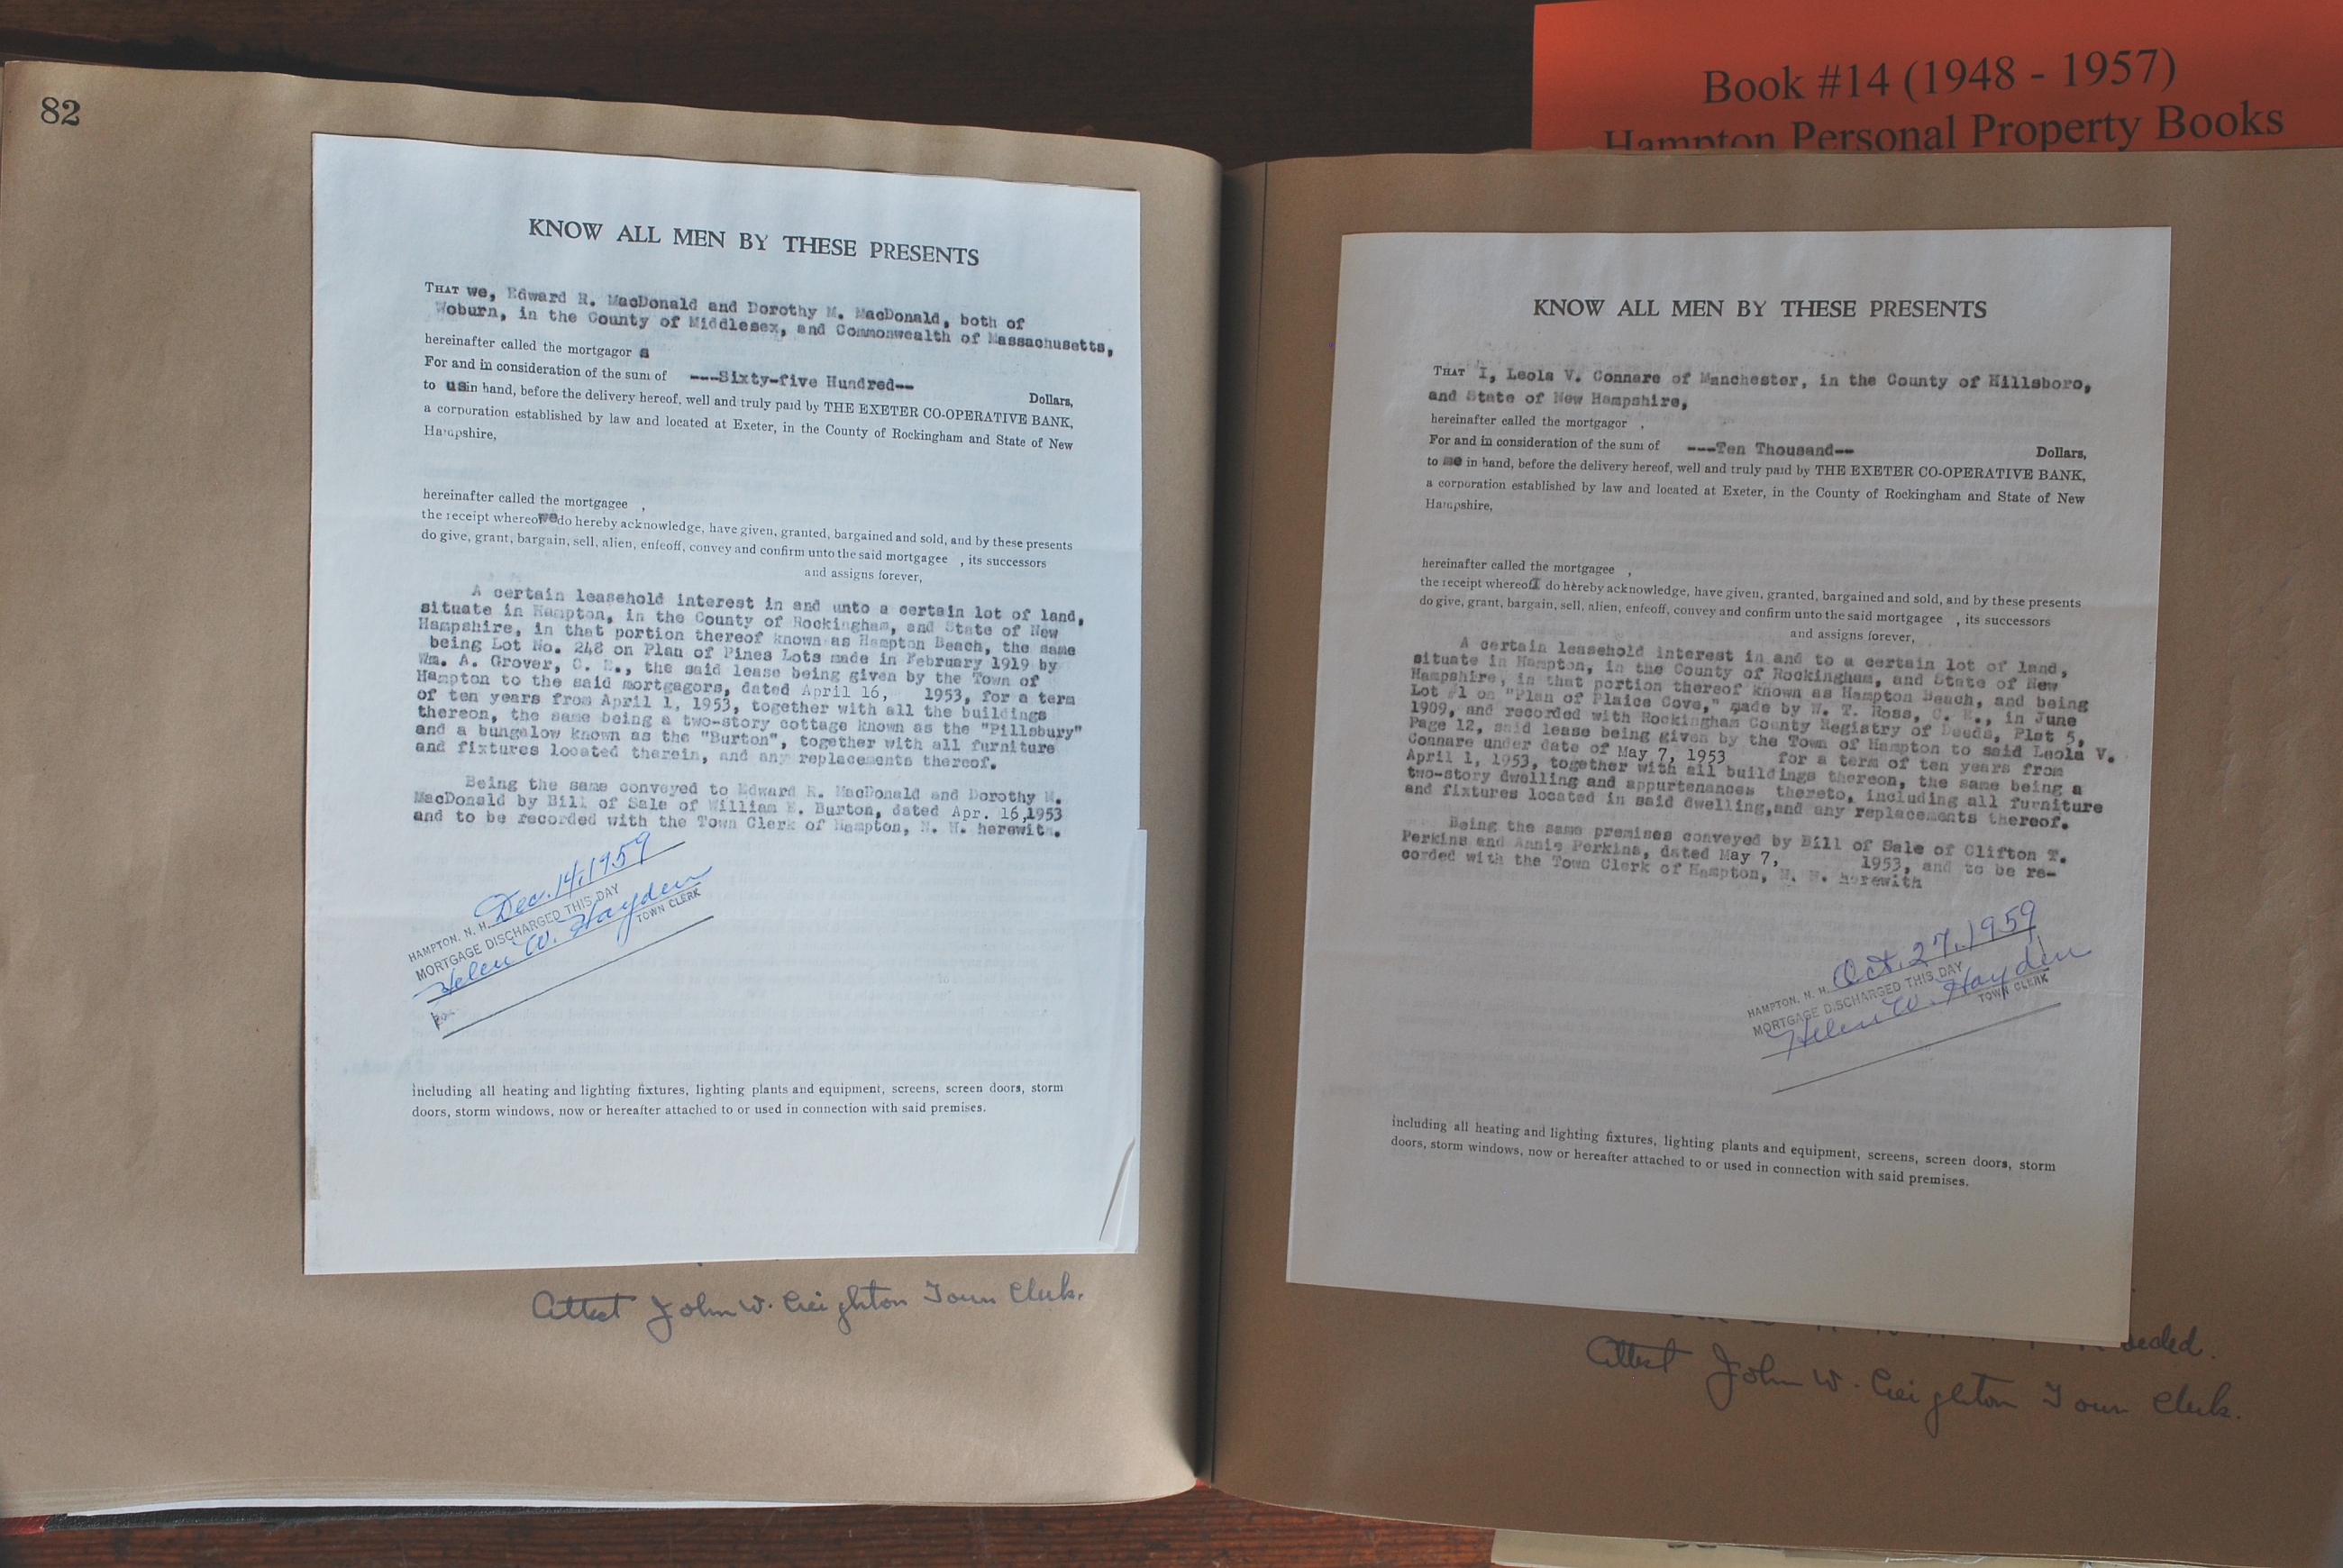 82
KNOW ALL MEN BY THESE PRESENTS
THAT we, Edward R. MacDonald and Dorothy M. MacDonald, both of
Woburn, in the County of Middlesex, and Commonwealth of Massachusetts,
hereinafter called the mortgagor s
For and in consideration of the sum of ---Sixty-five Hundred-- Dollars,
to us in hand, before the delivery hereof, well and truly paid by THE EXETER CO-OPERATIVE BANK,
a corporation established by law and located at Exeter, in the County of Rockingham and State of New
Hampshire,
hereinafter called the mortgagee ,
the receipt whereof we do hereby acknowledge, have given, granted, bargained and sold, and by these presents
do give, grant, bargain, sell, alien, enfeoff, convey and confirm unto the said mortgagee , its successors
and assigns forever,
A certain leasehold interest in and unto a certain lot of land,
situate in Hampton, in the County of Rockingham, and State of New
Hampshire, in that portion thereof known as Hampton Beach, the same
being Lot No. 248 on Plan of Pines Lots made in February 1919 by
Wm. A. Grover, C. E., the said lease being given by the Town of
Hampton to the said mortgagors, dated April 16, 1953, for a term
of ten years from April 1, 1953, together with all the buildings
thereon, the same being a two-story cottage known as the "Pillsbury"
and a bungalow known as the "Burton", together with all furniture
and fixtures located therein, and any replacements thereof.
Being the same conveyed to Edward R. MacDonald and Dorothy M.
MacDonald by Bill of Sale of William E. Burton, dated Apr. 16,1953
and to be recorded with the Town Clerk of Hampton, N. H. herewith.
HAMPTON, N. H. Dec. 14, 1959
MORTGAGE DISCHARGED THIS DAY
Helen W. Hayden TOWN CLERK
including all heating and lighting fixtures, lighting plants and equipment, screens, screen doors, storm
doors, storm windows, now or hereafter attached to or used in connection with said premises.
Attest John W. Creighton Town Clerk.
Book #14 (1948 - 1957)
Hampton Personal Property Books
KNOW ALL MEN BY THESE PRESENTS
THAT I, Leola V. Connare of Manchester, in the County of Hillsboro,
and State of New Hampshire,
hereinafter called the mortgagor ,
For and in consideration of the sum of ---Ten Thousand-- Dollars,
to me in hand, before the delivery hereof, well and truly paid by THE EXETER CO-OPERATIVE BANK,
a corporation established by law and located at Exeter, in the County of Rockingham and State of New
Hampshire,
hereinafter called the mortgagee ,
the receipt whereof I do hereby acknowledge, have given, granted, bargained and sold, and by these presents
do give, grant, bargain, sell, alien, enfeoff, convey and confirm unto the said mortgagee , its successors
and assigns forever,
A certain leasehold interest in and to a certain lot of land,
situate in Hampton, in the County of Rockingham, and State of New
Hampshire, in that portion thereof known as Hampton Beach, and being
Lot #1 on "Plan of Plaice Cove," made by W. T. Ross, C. E., in June
1909, and recorded with Rockingham County Registry of Deeds, Plat 5,
Page 12, said lease being given by the Town of Hampton to said Leola V.
Connare under date of May 7, 1953 for a term of ten years from
April 1, 1953, together with all buildings thereon, the same being a
two-story dwelling and appurtenances thereto, including all furniture
and fixtures located in said dwelling,and any replacements thereof.
Being the same premises conveyed by Bill of Sale of Clifton T.
Perkins and Annie Perkins, dated May 7, 1953, and to be re-
corded with the Town Clerk of Hampton, N. H. herewith
HAMPTON, N. H. Oct. 27, 1959
MORTGAGE DISCHARGED THIS DAY
Helen W. Hayden TOWN CLERK
including all heating and lighting fixtures, lighting plants and equipment, screens, screen doors, storm
doors, storm windows, now or hereafter attached to or used in connection with said premises.
Attest John W. Creighton Town Clerk.